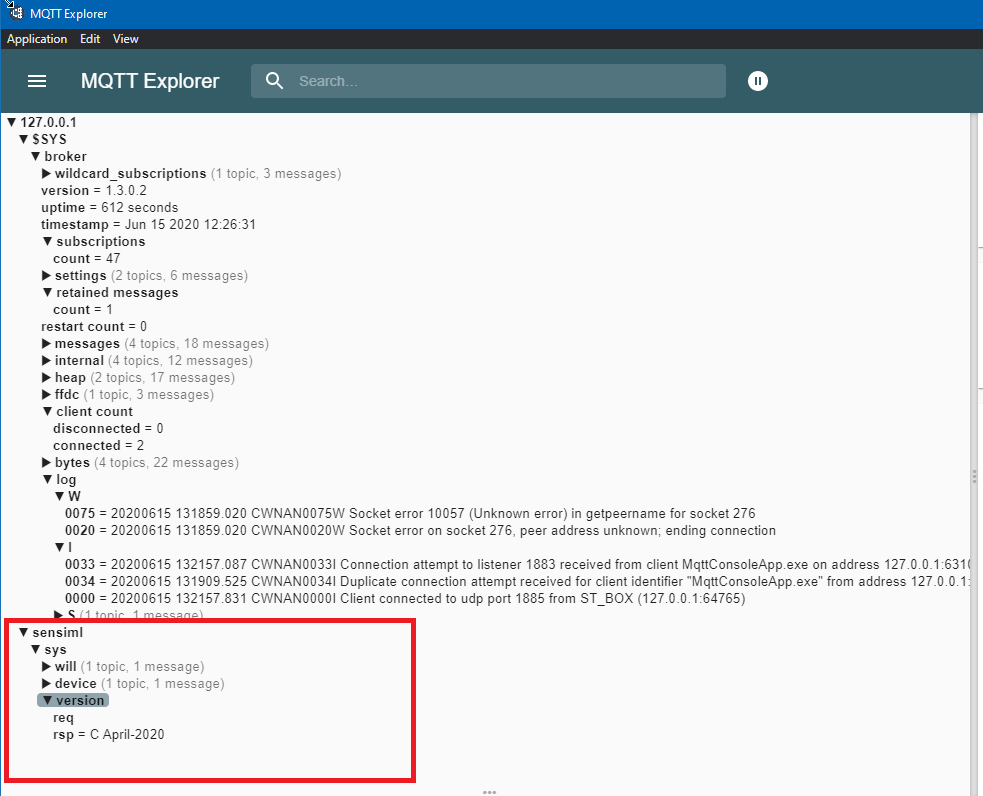 MQTT Explorer
Application Edit View
MQTT Explorer Search...
127.0.0.1
$SYS
broker
wildcard_subscriptions (1 topic, 3 messages)
version = 1.3.0.2
uptime = 612 seconds
timestamp = Jun 15 2020 12:26:31
subscriptions
count = 47
settings (2 topics, 6 messages)
retained messages
count = 1
restart count = 0
messages (4 topics, 18 messages)
internal (4 topics, 12 messages)
heap (2 topics, 17 messages)
ffdc (1 topic, 3 messages)
client count
disconnected = 0
connected = 2
bytes (4 topics, 22 messages)
log
W
0075 = 20200615 131859.020 CWNAN0075W Socket error 10057 (Unknown error) in getpeername for socket 276
0020 = 20200615 131859.020 CWNAN0020W Socket error on socket 276, peer address unknown; ending connection
I
0033 = 20200615 132157.087 CWNAN0033I Connection attempt to listener 1883 received from client MqttConsoleApp.exe on address 127.0.0.1:6310
0034 = 20200615 131909.525 CWNAN0034I Duplicate connection attempt received for client identifier "MqttConsoleApp.exe" from address 127.0.0.1:
0000 = 20200615 132157.831 CWNAN0000I Client connected to udp port 1885 from ST_BOX (127.0.0.1:64765)
S (1 topic, 1 message)
sensiml
sys
will (1 topic, 1 message)
device (1 topic, 1 message)
version
req
rsp = C April-2020